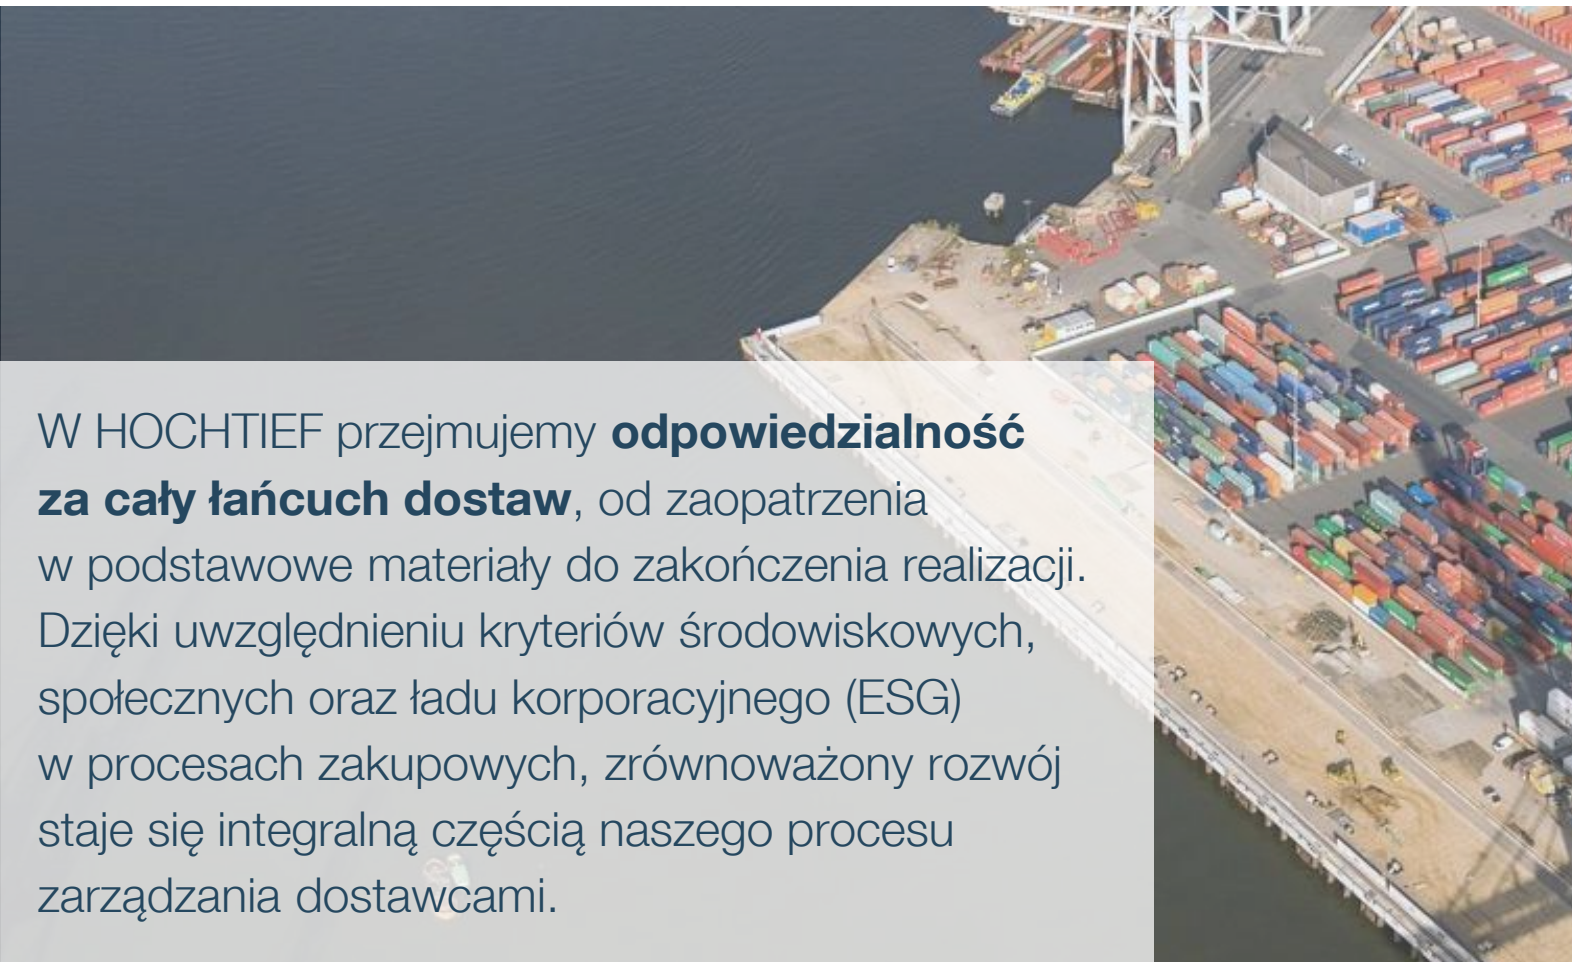 W HOCHTIEF przejmujemy odpowiedzialność
za cały łańcuch dostaw, od zaopatrzenia
w podstawowe materiały do zakończenia realizacji.
Dzięki uwzględnieniu kryteriów środowiskowych,
społecznych oraz ładu korporacyjnego (ESG)
w procesach zakupowych, zrównoważony rozwój
staje się integralną częścią naszego procesu
zarządzania dostawcami.